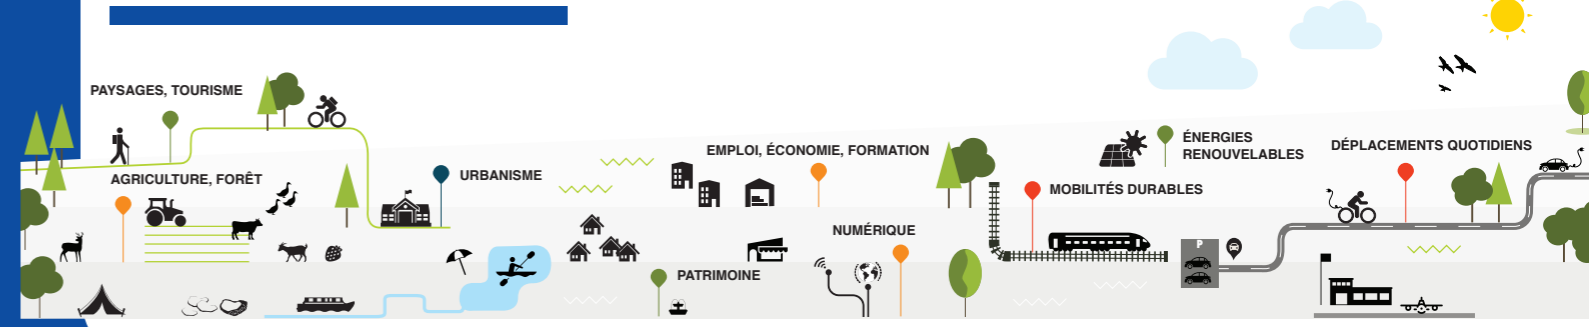 PAYSAGES, TOURISME
AGRICULTURE, FORÊT
URBANISME
EMPLOI, ÉCONOMIE, FORMATION
NUMÉRIQUE
PATRIMOINE
MOBILITÉS DURABLES
ÉNERGIES
RENOUVELABLES
DÉPLACEMENTS QUOTIDIENS
P